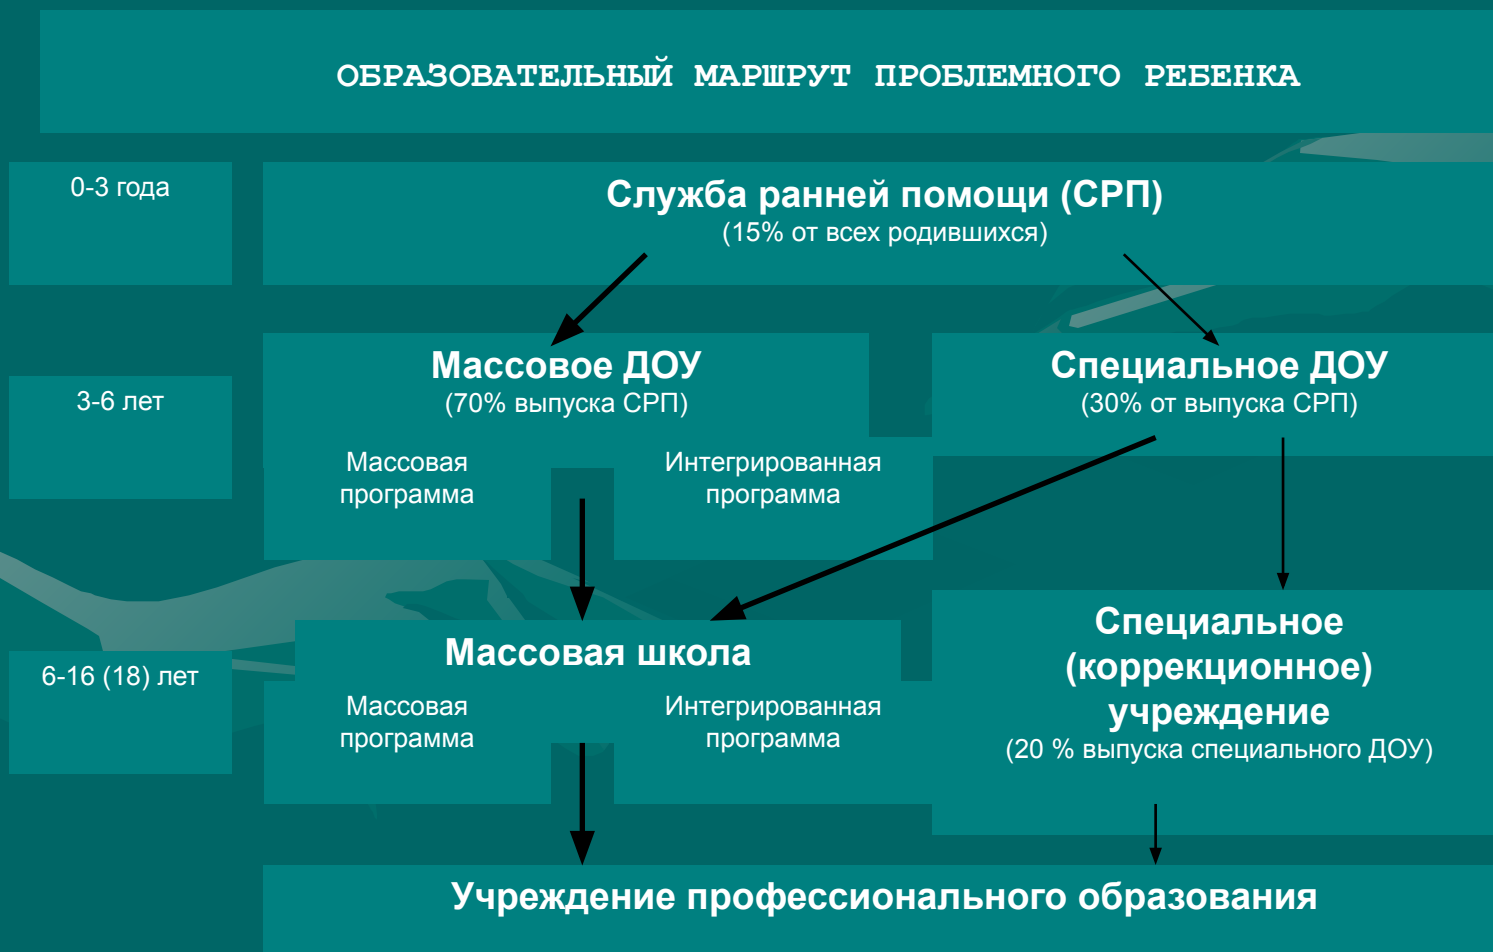 ОБРАЗОВАТЕЛЬНЫЙ МАРШРУТ ПРОБЛЕМНОГО РЕБЕНКА
0-3 года
Служба ранней помощи (СРП)
(15% от всех родившихся)
3-6 лет
Массовое ДОУ
(70% выпуска СРП)
Массовая
программа
Интегрированная
программа
Специальное ДОУ
(30% от выпуска СРП)
6-16 (18) лет
Массовая школа
Массовая
программа
Интегрированная
программа
Специальное
(коррекционное)
учреждение
(20 % выпуска специального ДОУ)
Учреждение профессионального образования